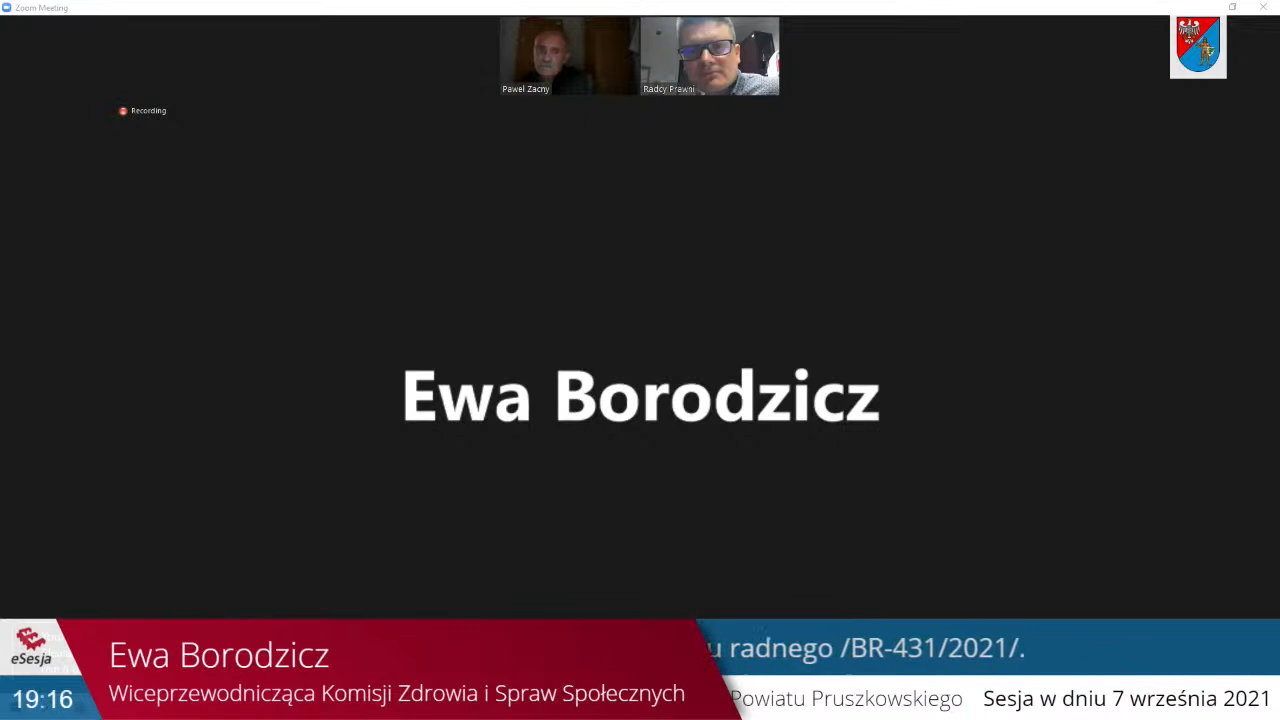 Zoom Meeting
Paweł Zacny
Radcy Prawni
Recording
Ewa Borodzicz
eSesja
Ewa Borodzicz
u radnego /BR-431/2021/.
19:16
Wiceprzewodnicząca Komisji Zdrowia i Spraw Społecznych
Powiatu Pruszkowskiego
Sesja w dniu 7 września 2021